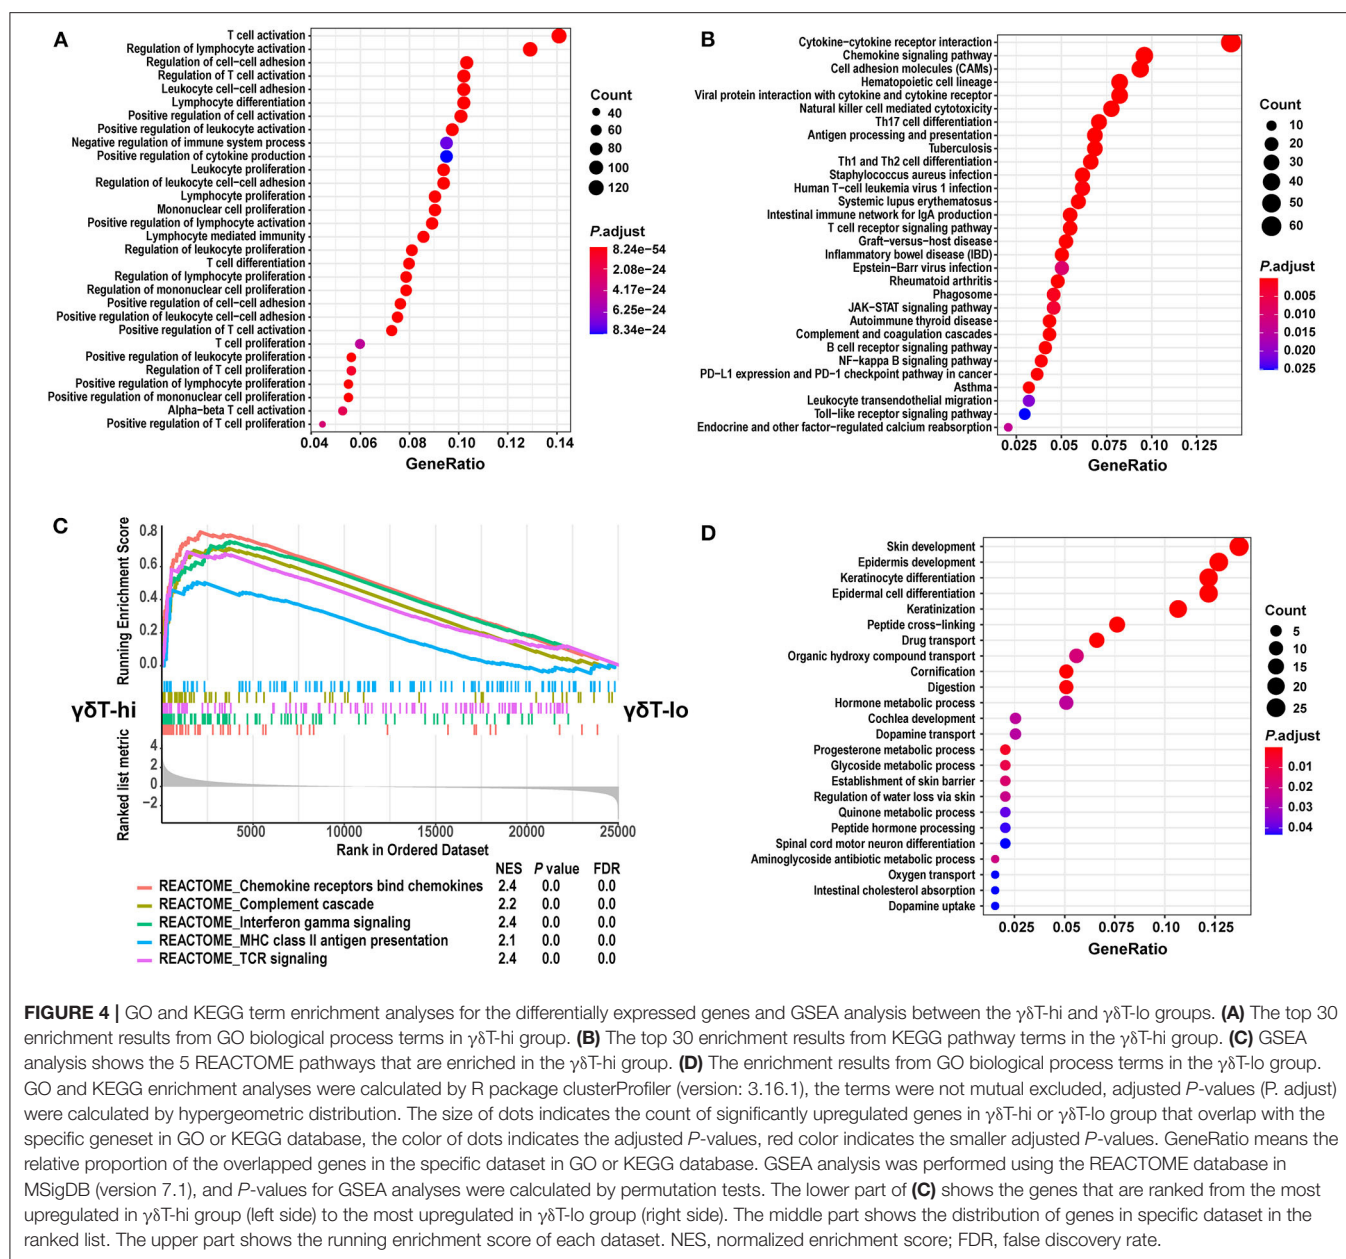 A
T cell activation
Regulation of lymphocyte activation
Regulation of cell−cell adhesion
Regulation of T cell activation
Leukocyte cell−cell adhesion
Lymphocyte differentiation
Positive regulation of cell activation
Positive regulation of leukocyte activation
Negative regulation of immune system process
Positive regulation of cytokine production
Leukocyte proliferation
Regulation of leukocyte cell−cell adhesion
Lymphocyte proliferation
Mononuclear cell proliferation
Positive regulation of lymphocyte activation
Lymphocyte mediated immunity
Regulation of leukocyte proliferation
T cell differentiation
Regulation of lymphocyte proliferation
Regulation of mononuclear cell proliferation
Positive regulation of cell−cell adhesion
Positive regulation of leukocyte cell−cell adhesion
Positive regulation of T cell activation
T cell proliferation
Positive regulation of leukocyte proliferation
Regulation of T cell proliferation
Positive regulation of lymphocyte proliferation
Positive regulation of mononuclear cell proliferation
Alpha−beta T cell activation
Positive regulation of T cell proliferation
0.04 0.06 0.08 0.10 0.12 0.14
GeneRatio
Count
40
60
80
100
120
P.adjust
8.24e−54
2.08e−24
4.17e−24
6.25e−24
8.34e−24
B
Cytokine−cytokine receptor interaction
Chemokine signaling pathway
Cell adhesion molecules (CAMs)
Hematopoietic cell lineage
Viral protein interaction with cytokine and cytokine receptor
Natural killer cell mediated cytotoxicity
Th17 cell differentiation
Antigen processing and presentation
Tuberculosis
Th1 and Th2 cell differentiation
Staphylococcus aureus infection
Human T−cell leukemia virus 1 infection
Systemic lupus erythematosus
Intestinal immune network for IgA production
T cell receptor signaling pathway
Graft−versus−host disease
Inflammatory bowel disease (IBD)
Epstein−Barr virus infection
Rheumatoid arthritis
Phagosome
JAK−STAT signaling pathway
Autoimmune thyroid disease
Complement and coagulation cascades
B cell receptor signaling pathway
NF−kappa B signaling pathway
PD−L1 expression and PD−1 checkpoint pathway in cancer
Asthma
Leukocyte transendothelial migration
Toll−like receptor signaling pathway
Endocrine and other factor−regulated calcium reabsorption
0.025 0.05 0.075 0.10 0.125
GeneRatio
Count
10
20
30
40
50
60
P.adjust
0.005
0.010
0.015
0.020
0.025
C
Running Enrichment Score
0.8
0.6
0.4
0.2
0.0
γδT-hi
γδT-lo
Ranked list metric
4
2
0
−2
5000 10000 15000 20000 25000
Rank in Ordered Dataset
NES P value FDR
REACTOME_Chemokine receptors bind chemokines 2.4 0.0 0.0
REACTOME_Complement cascade 2.2 0.0 0.0
REACTOME_Interferon gamma signaling 2.4 0.0 0.0
REACTOME_MHC class II antigen presentation 2.1 0.0 0.0
REACTOME_TCR signaling 2.4 0.0 0.0
D
Skin development
Epidermis development
Keratinocyte differentiation
Epidermal cell differentiation
Keratinization
Peptide cross−linking
Drug transport
Organic hydroxy compound transport
Cornification
Digestion
Hormone metabolic process
Cochlea development
Dopamine transport
Progesterone metabolic process
Glycoside metabolic process
Establishment of skin barrier
Regulation of water loss via skin
Quinone metabolic process
Peptide hormone processing
Spinal cord motor neuron differentiation
Aminoglycoside antibiotic metabolic process
Oxygen transport
Intestinal cholesterol absorption
Dopamine uptake
0.025 0.05 0.075 0.10 0.125
GeneRatio
Count
5
10
15
20
25
P.adjust
0.01
0.02
0.03
0.04
FIGURE 4 | GO and KEGG term enrichment analyses for the differentially expressed genes and GSEA analysis between the γδT-hi and γδT-lo groups. (A) The top 30
enrichment results from GO biological process terms in γδT-hi group. (B) The top 30 enrichment results from KEGG pathway terms in the γδT-hi group. (C) GSEA
analysis shows the 5 REACTOME pathways that are enriched in the γδT-hi group. (D) The enrichment results from GO biological process terms in the γδT-lo group.
GO and KEGG enrichment analyses were calculated by R package clusterProfiler (version: 3.16.1), the terms were not mutual excluded, adjusted P-values (P. adjust)
were calculated by hypergeometric distribution. The size of dots indicates the count of significantly upregulated genes in γδT-hi or γδT-lo group that overlap with the
specific geneset in GO or KEGG database, the color of dots indicates the adjusted P-values, red color indicates the smaller adjusted P-values. GeneRatio means the
relative proportion of the overlapped genes in the specific dataset in GO or KEGG database. GSEA analysis was performed using the REACTOME database in
MSigDB (version 7.1), and P-values for GSEA analyses were calculated by permutation tests. The lower part of (C) shows the genes that are ranked from the most
upregulated in γδT-hi group (left side) to the most upregulated in γδT-lo group (right side). The middle part shows the distribution of genes in specific dataset in the
ranked list. The upper part shows the running enrichment score of each dataset. NES, normalized enrichment score; FDR, false discovery rate.